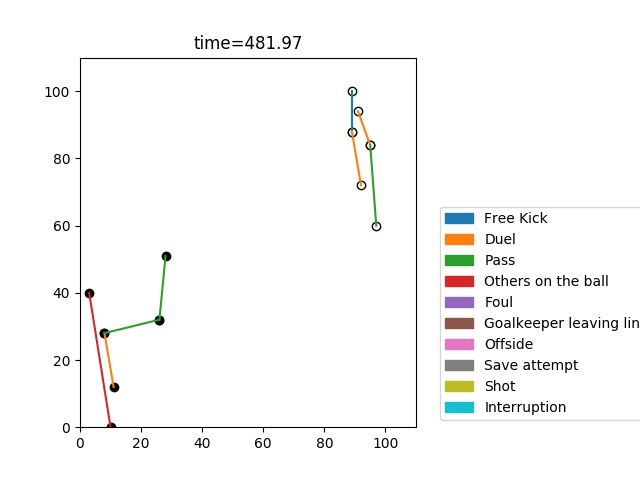 time=481.97
100
80
60
40
20
0
0 20 40 60 80 100
Free Kick
Duel
Pass
Others on the ball
Foul
Goalkeeper leaving lin
Offside
Save attempt
Shot
Interruption